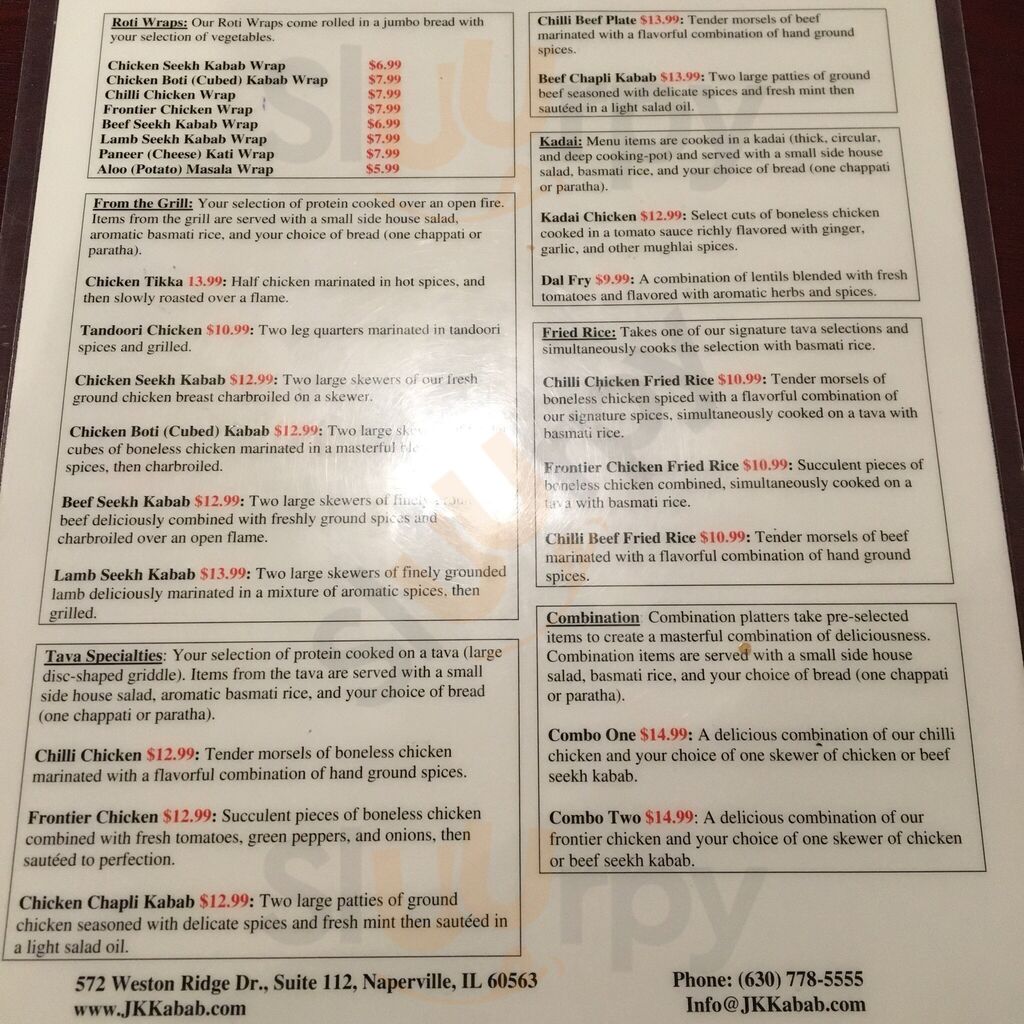 Roti Wraps: Our Roti Wraps come rolled in a jumbo bread with
your selection of vegetables.
Chicken Seekh Kabab Wrap $6.99
Chicken Boti (Cubed) Kabab Wrap $7.99
Chilli Chicken Wrap $7.99
Frontier Chicken Wrap $7.99
Beef Seekh Kabab Wrap $6.99
Lamb Seekh Kabab Wrap $7.99
Paneer (Cheese) Kati Wrap $7.99
Aloo (Potato) Masala Wrap $5.99
From the Grill: Your selection of protein cooked over an open fire.
Items from the grill are served with a small side house salad,
aromatic basmati rice, and your choice of bread (one chappati or
paratha).
Chicken Tikka 13.99: Half chicken marinated in hot spices, and
then slowly roasted over a flame.
Tandoori Chicken $10.99: Two leg quarters marinated in tandoori
spices and grilled.
Chicken Seekh Kabab $12.99: Two large skewers of our fresh
ground chicken breast charbroiled on a skewer.
Chicken Boti (Cubed) Kabab $12.99: Two large
cubes of boneless chicken marinated in a masterful
spices, then charbroiled.
Beef Seekh Kabab $12.99: Two large skewers of finely
beef deliciously combined with freshly ground spices and
charbroiled over an open flame.
Lamb Seekh Kabab $13.99: Two large skewers of finely grounded
lamb deliciously marinated in a mixture of aromatic spices, then
grilled.
Tava Specialties: Your selection of protein cooked on a tava (large
disc-shaped griddle). Items from the tava are served with a small
side house salad, aromatic basmati rice, and your choice of bread
(one chappati or paratha).
Chilli Chicken $12.99: Tender morsels of boneless chicken
marinated with a flavorful combination of hand ground spices.
Frontier Chicken $12.99: Succulent pieces of boneless chicken
combined with fresh tomatoes, green peppers, and onions, then
sautéed to perfection.
Chicken Chapli Kabab $12.99: Two large patties of ground
chicken seasoned with delicate spices and fresh mint then sautéed in
a light salad oil.
Chilli Beef Plate $13.99: Tender morsels of beef
marinated with a flavorful combination of hand ground
spices.
Beef Chapli Kabab $13.99: Two large patties of ground
beef seasoned with delicate spices and fresh mint then
sautéed in a light salad oil.
Kadai: Menu items are cooked in a kadai (thick, circular,
and deep cooking-pot) and served with a small side house
salad, basmati rice, and your choice of bread (one chappati
or paratha).
Kadai Chicken $12.99: Select cuts of boneless chicken
cooked in a tomato sauce richly flavored with ginger,
garlic, and other mughlai spices.
Dal Fry $9.99: A combination of lentils blended with fresh
tomatoes and flavored with aromatic herbs and spices.
Fried Rice: Takes one of our signature tava selections and
simultaneously cooks the selection with basmati rice.
Chilli Chicken Fried Rice $10.99: Tender morsels of
boneless chicken spiced with a flavorful combination of
our signature spices, simultaneously cooked on a tava with
basmati rice.
Frontier Chicken Fried Rice $10.99: Succulent pieces of
boneless chicken combined, simultaneously cooked on a
tava with basmati rice.
Chilli Beef Fried Rice $10.99: Tender morsels of beef
marinated with a flavorful combination of hand ground
spices.
Combination: Combination platters take pre-selected
items to create a masterful combination of deliciousness.
Combination items are served with a small side house
salad, basmati rice, and your choice of bread (one chappati
or paratha).
Combo One $14.99: A delicious combination of our chilli
chicken and your choice of one skewer of chicken or beef
seekh kabab.
Combo Two $14.99: A delicious combination of our
frontier chicken and your choice of one skewer of chicken
or beef seekh kabab.
572 Weston Ridge Dr., Suite 112, Naperville, IL 60563
www.JKKabab.com
Phone: (630) 778-5555
Info@JKKabab.com
sluurpy
sluurpy
sluurpy